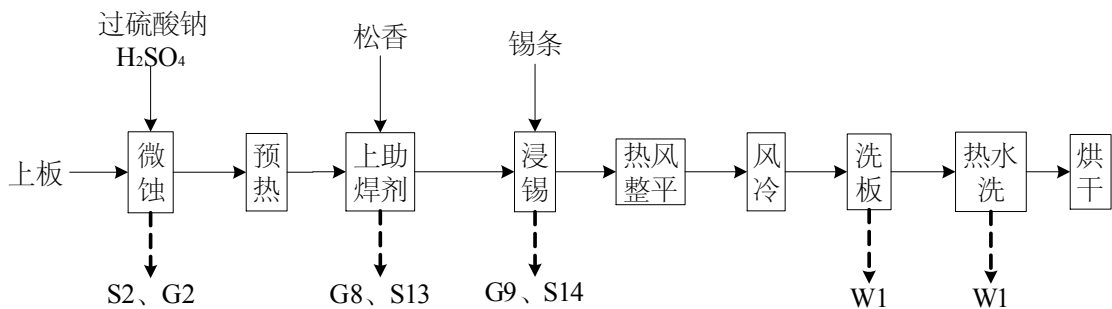 过硫酸钠
H₂SO₄
松香
锡条
上板
微蚀
预热
上助焊剂
浸锡
热风整平
风冷
洗板
热水洗
烘干
S2、G2
G8、S13
G9、S14
W1
W1